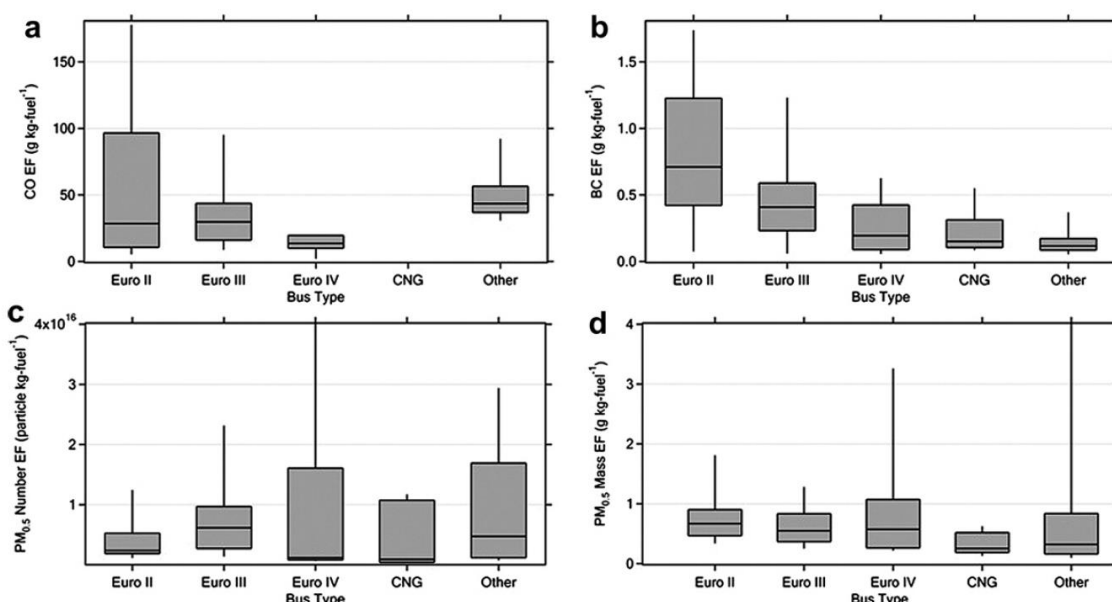 a
CO EF (g kg-fuel⁻¹)
150
100
50
0
Euro II Euro III Euro IV CNG Other
Bus Type
b
BC EF (g kg-fuel⁻¹)
1.5
1.0
0.5
0.0
Euro II Euro III Euro IV CNG Other
Bus Type
c
PM₀.₅ Number EF (particle kg-fuel⁻¹)
4x10¹⁶
3
2
1
Euro II Euro III Euro IV CNG Other
Bus Type
d
PM₀.₅ Mass EF (g kg-fuel⁻¹)
4
3
2
1
0
Euro II Euro III Euro IV CNG Other
Bus Type